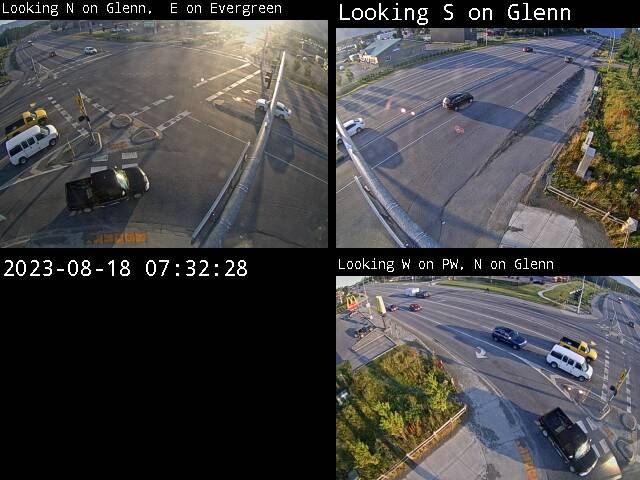 Looking N on Glenn,  E on Evergreen
Looking S on Glenn
2023-08-18 07:32:28
Looking W on PW, N on Glenn